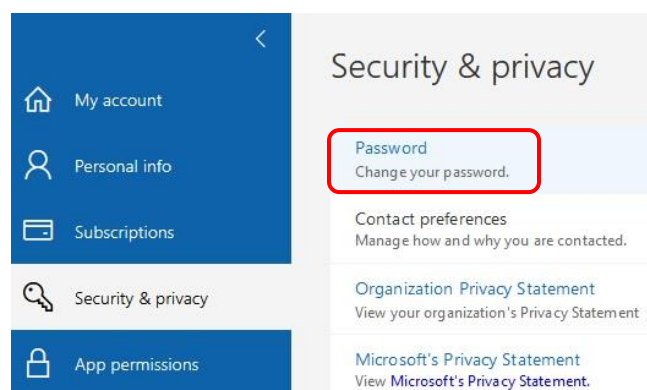 My account
Personal info
Subscriptions
Security & privacy
App permissions
Security & privacy
Password
Change your password.
Contact preferences
Manage how and why you are contacted.
Organization Privacy Statement
View your organization's Privacy Statement
Microsoft's Privacy Statement
View Microsoft's Privacy Statement.